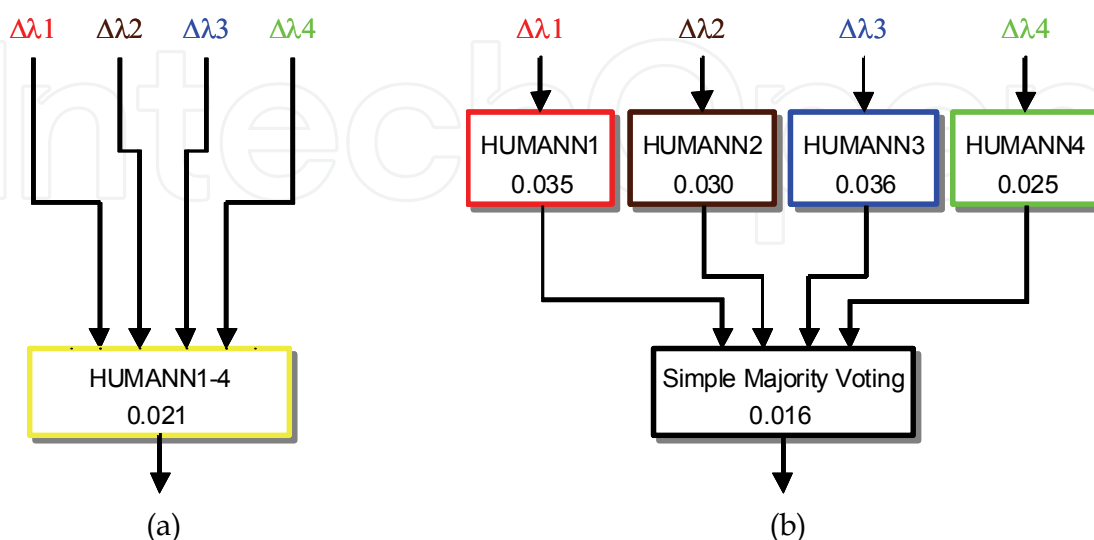 Δλ1 Δλ2 Δλ3 Δλ4
HUMANN1-4
0.021
(a)
Δλ1 Δλ2 Δλ3 Δλ4
HUMANN1
0.035
HUMANN2
0.030
HUMANN3
0.036
HUMANN4
0.025
Simple Majority Voting
0.016
(b)
IntechOpen